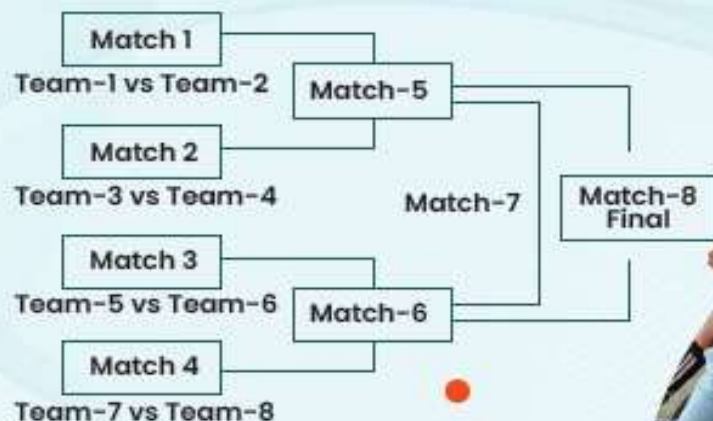 Match 1
Team-1 vs Team-2
Match-5
Match 2
Team-3 vs Team-4
Match-7
Match-8
Final
Match 3
Team-5 vs Team-6
Match-6
Match 4
Team-7 vs Team-8